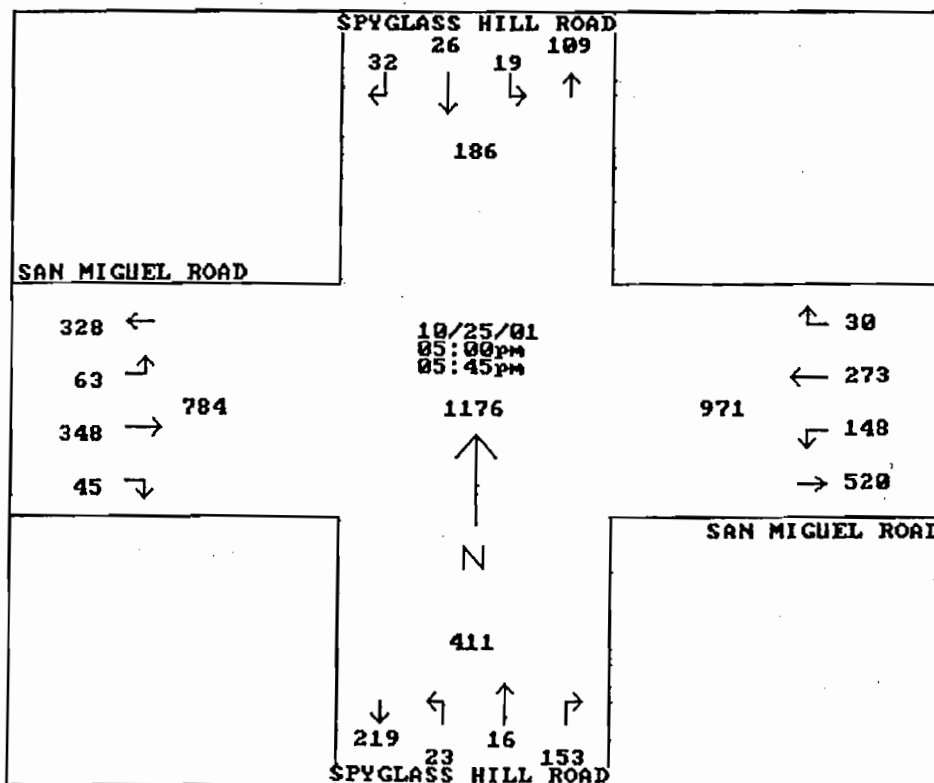 SPYGLASS HILL ROAD
32 26 19 109
186
SAN MIGUEL ROAD
328
63
784
348
45
10/25/01
05:00pm
05:45pm
1176
30
273
971
148
520
SAN MIGUEL ROAD
N
411
219 23 16 153
SPYGLASS HILL ROAD